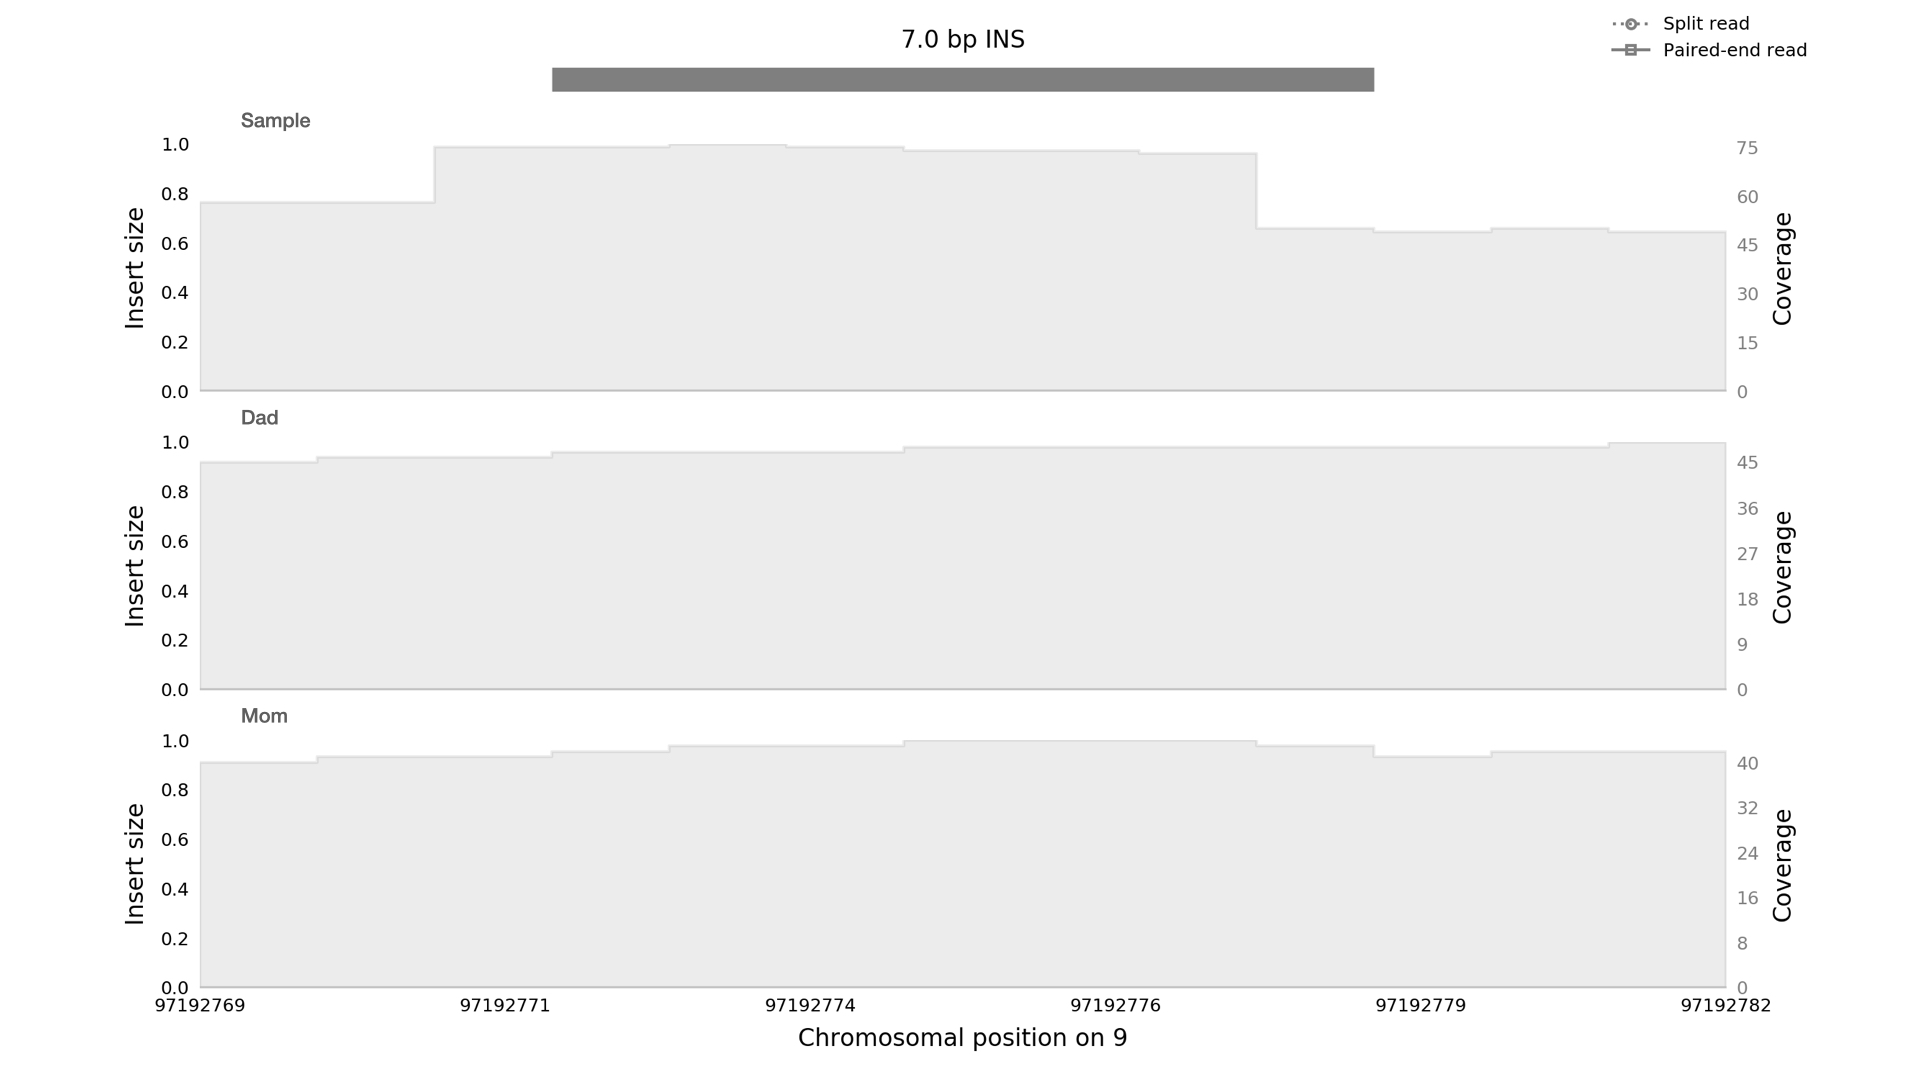 Split read
Paired-end read
7.0 bp INS
Sample
1.0
0.8
0.6
0.4
0.2
0.0
Insert size
75
60
45
30
15
0
Coverage
Dad
1.0
0.8
0.6
0.4
0.2
0.0
Insert size
45
36
27
18
9
0
Coverage
Mom
1.0
0.8
0.6
0.4
0.2
0.0
Insert size
40
32
24
16
8
0
Coverage
97192769 97192771 97192774 97192776 97192779 97192782
Chromosomal position on 9